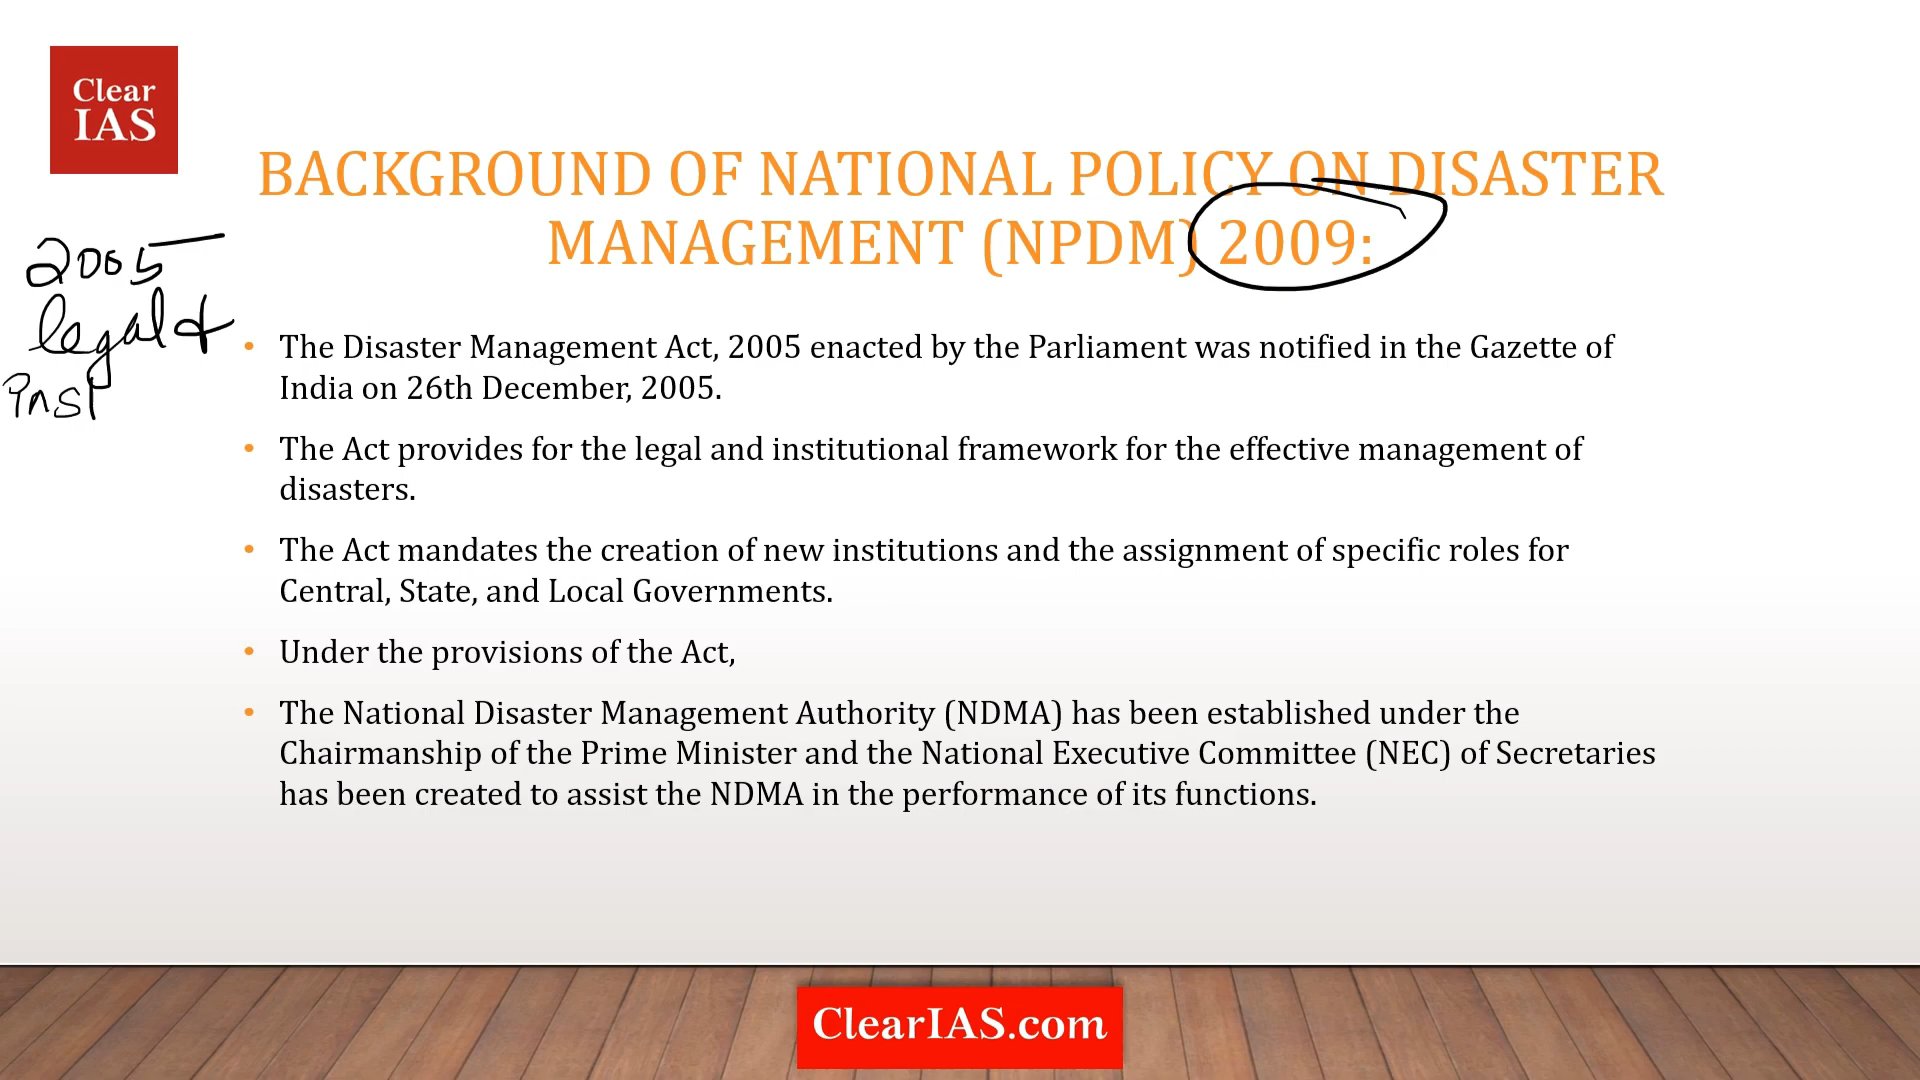 Clear
IAS
BACKGROUND OF NATIONAL POLICY ON DISASTER
MANAGEMENT (NPDM) 2009:
2005
legal &
inst
• The Disaster Management Act, 2005 enacted by the Parliament was notified in the Gazette of
India on 26th December, 2005.
• The Act provides for the legal and institutional framework for the effective management of
disasters.
• The Act mandates the creation of new institutions and the assignment of specific roles for
Central, State, and Local Governments.
• Under the provisions of the Act,
• The National Disaster Management Authority (NDMA) has been established under the
Chairmanship of the Prime Minister and the National Executive Committee (NEC) of Secretaries
has been created to assist the NDMA in the performance of its functions.
ClearIAS.com